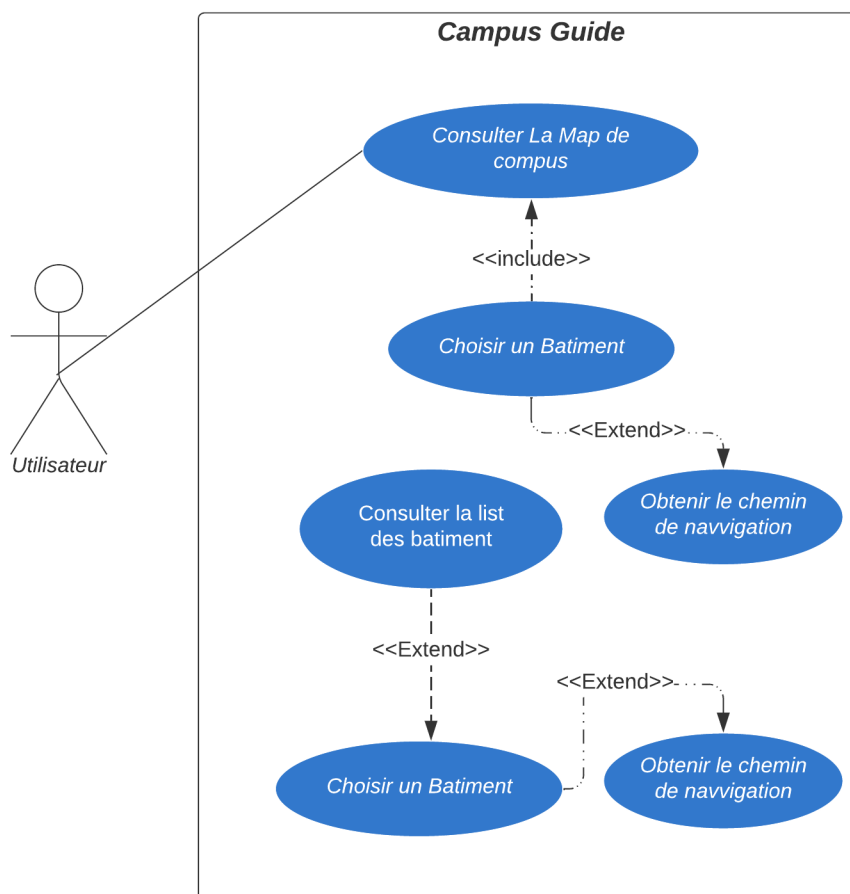 Campus Guide
Consulter La Map de
compus
<<include>>
Choisir un Batiment
<<Extend>>
Utilisateur
Consulter la list
des batiment
Obtenir le chemin
de navvigation
<<Extend>>
<<Extend>>
Choisir un Batiment
Obtenir le chemin
de navvigation